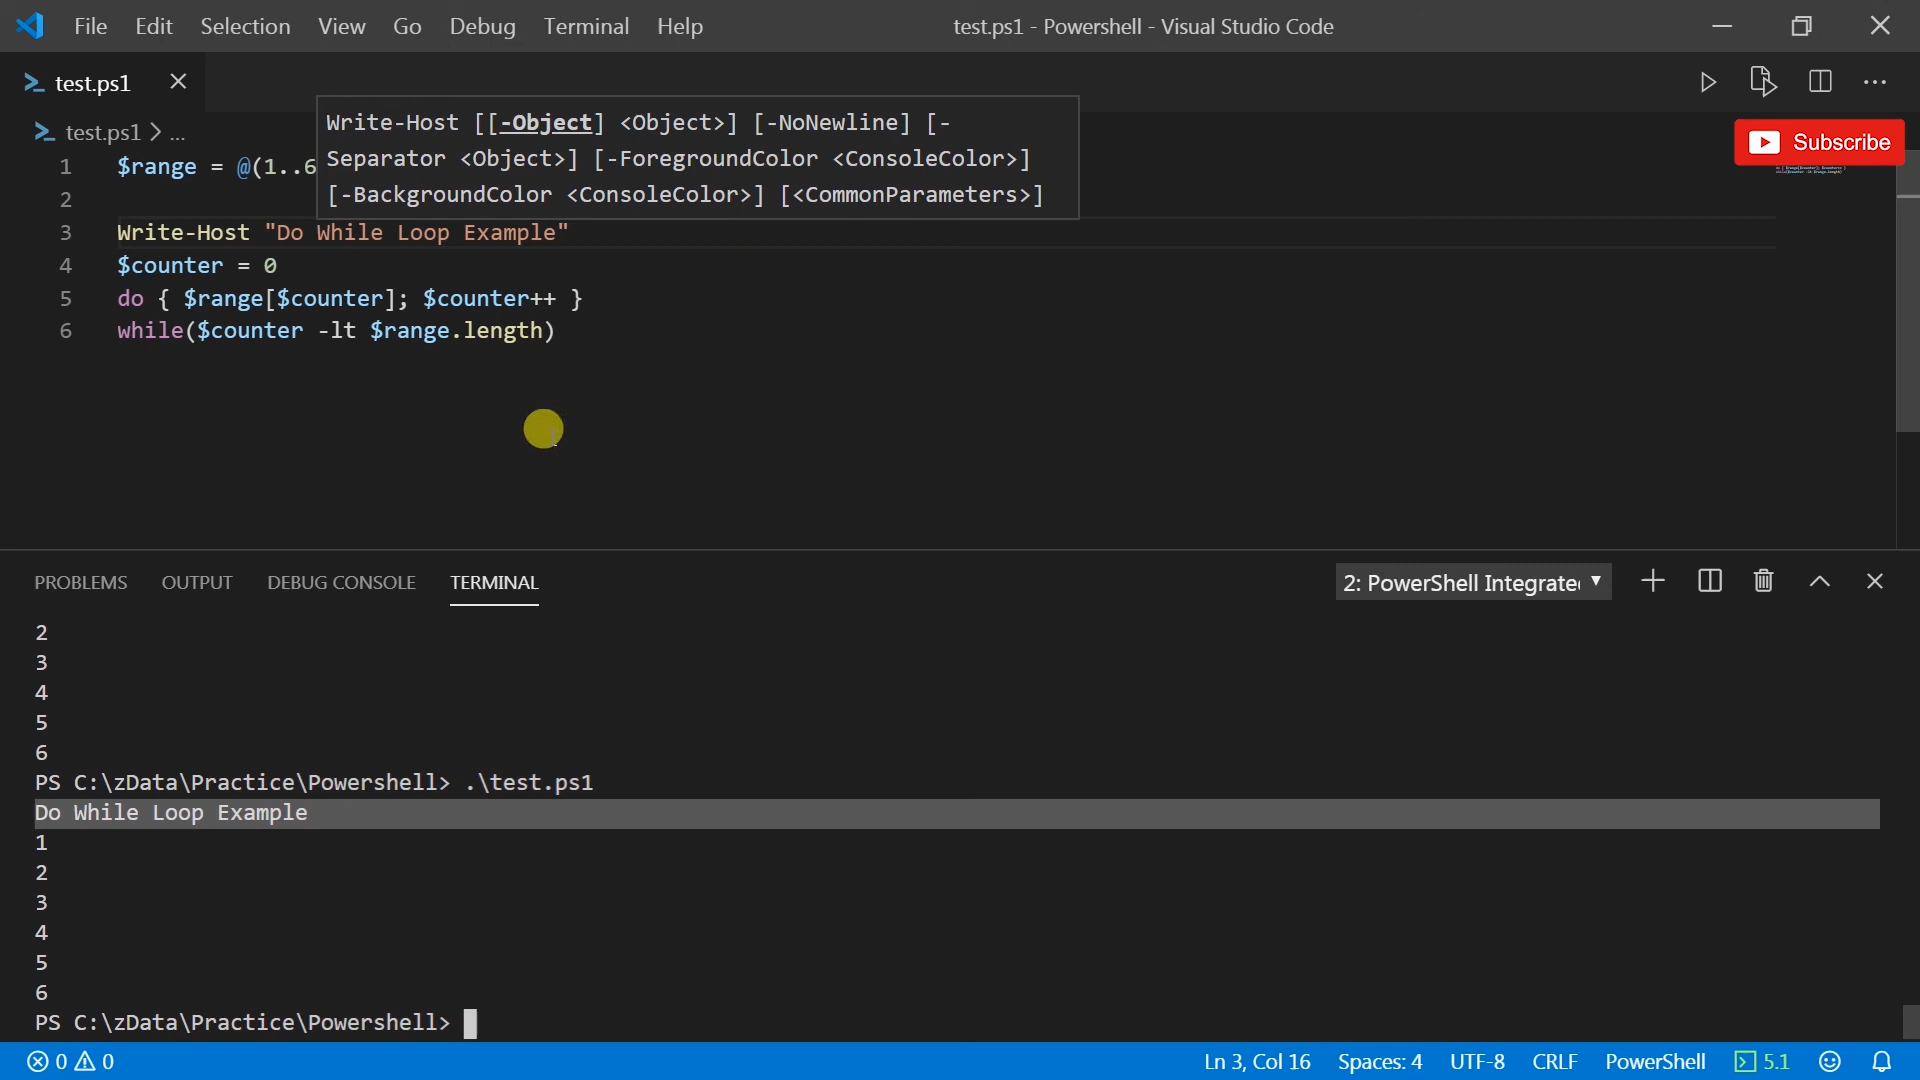 File Edit Selection View Go Debug Terminal Help test.ps1 - Powershell - Visual Studio Code
test.ps1
test.ps1 > ...
Write-Host [[-Object] <Object>] [-NoNewline] [-
Separator <Object>] [-ForegroundColor <ConsoleColor>]
[-BackgroundColor <ConsoleColor>] [<CommonParameters>]
Subscribe
1 $range = @(1..6
2
3 Write-Host "Do While Loop Example"
4 $counter = 0
5 do { $range[$counter]; $counter++ }
6 while($counter -lt $range.length)
PROBLEMS OUTPUT DEBUG CONSOLE TERMINAL 2: PowerShell Integrate
2
3
4
5
6
PS C:\zData\Practice\Powershell> .\test.ps1
Do While Loop Example
1
2
3
4
5
6
PS C:\zData\Practice\Powershell>
0 0 Ln 3, Col 16 Spaces: 4 UTF-8 CRLF PowerShell 5.1